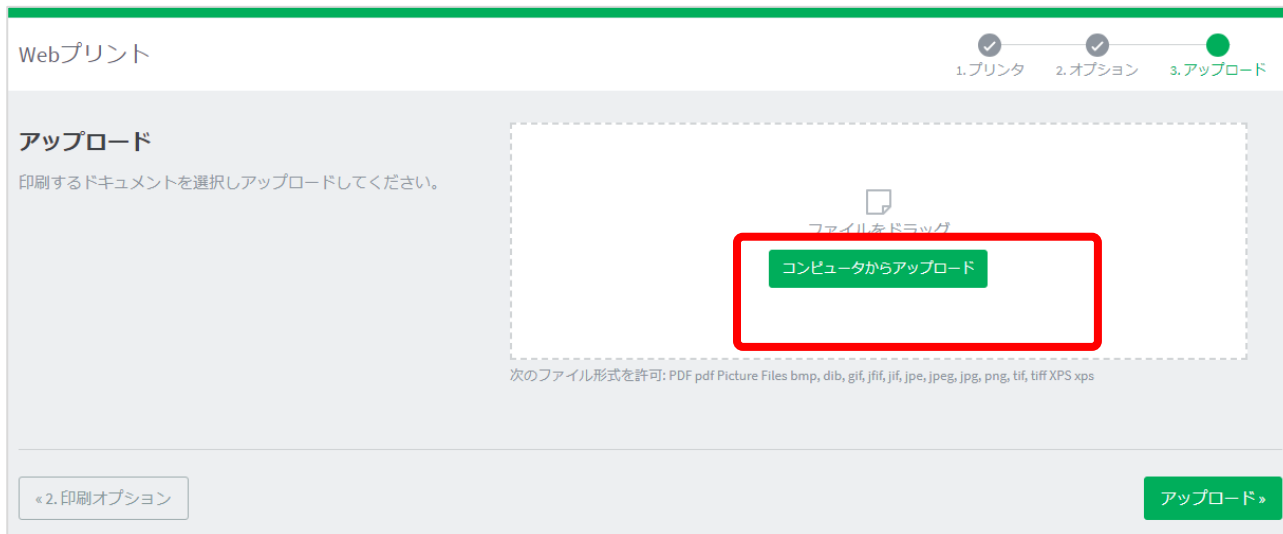 Webプリント
1.プリンタ
2.オプション
3.アップロード
アップロード
印刷するドキュメントを選択しアップロードしてください。
ファイルをドラッグ
コンピュータからアップロード
次のファイル形式を許可: PDF pdf Picture Files bmp, dib, gif, jfif, jif, jpe, jpeg, jpg, png, tif, tiff XPS xps
«2.印刷オプション
アップロード»